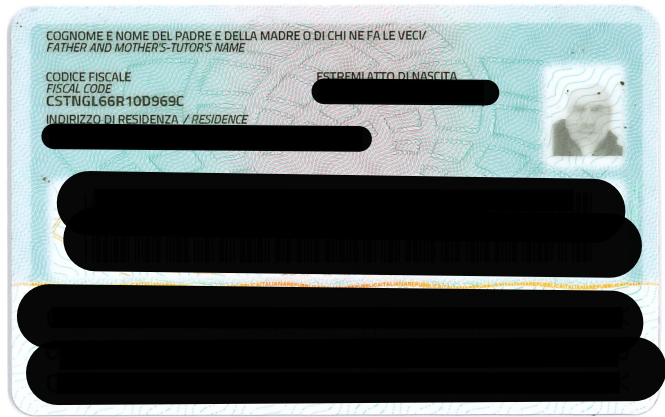 COGNOME E NOME DEL PADRE E DELLA MADRE O DI CHI NE FA LE VECI/
FATHER AND MOTHER'S-TUTOR'S NAME
CODICE FISCALE
FISCAL CODE
CSTNGL66R10D969C
ESTREMI ATTO DI NASCITA
INDIRIZZO DI RESIDENZA / RESIDENCE